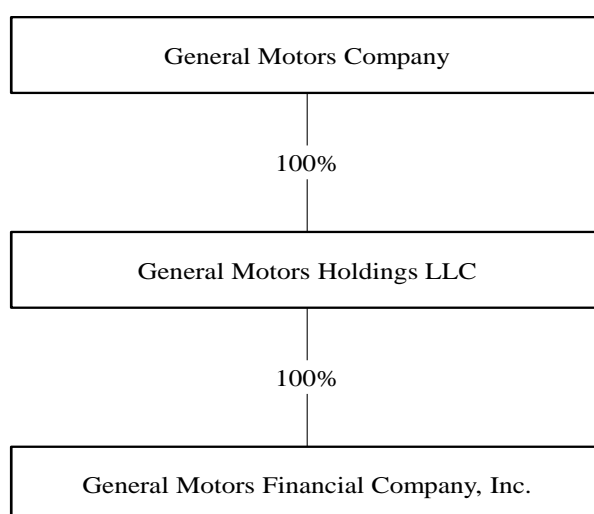 General Motors Company
100%
General Motors Holdings LLC
100%
General Motors Financial Company, Inc.